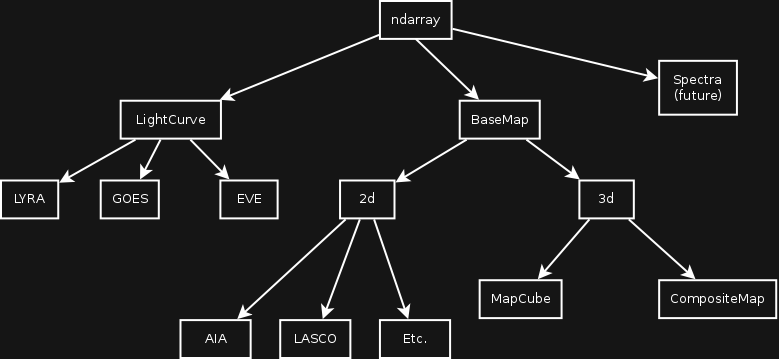 ndarray
Spectra
(future)
LightCurve
BaseMap
LYRA
GOES
EVE
2d
3d
MapCube
CompositeMap
AIA
LASCO
Etc.